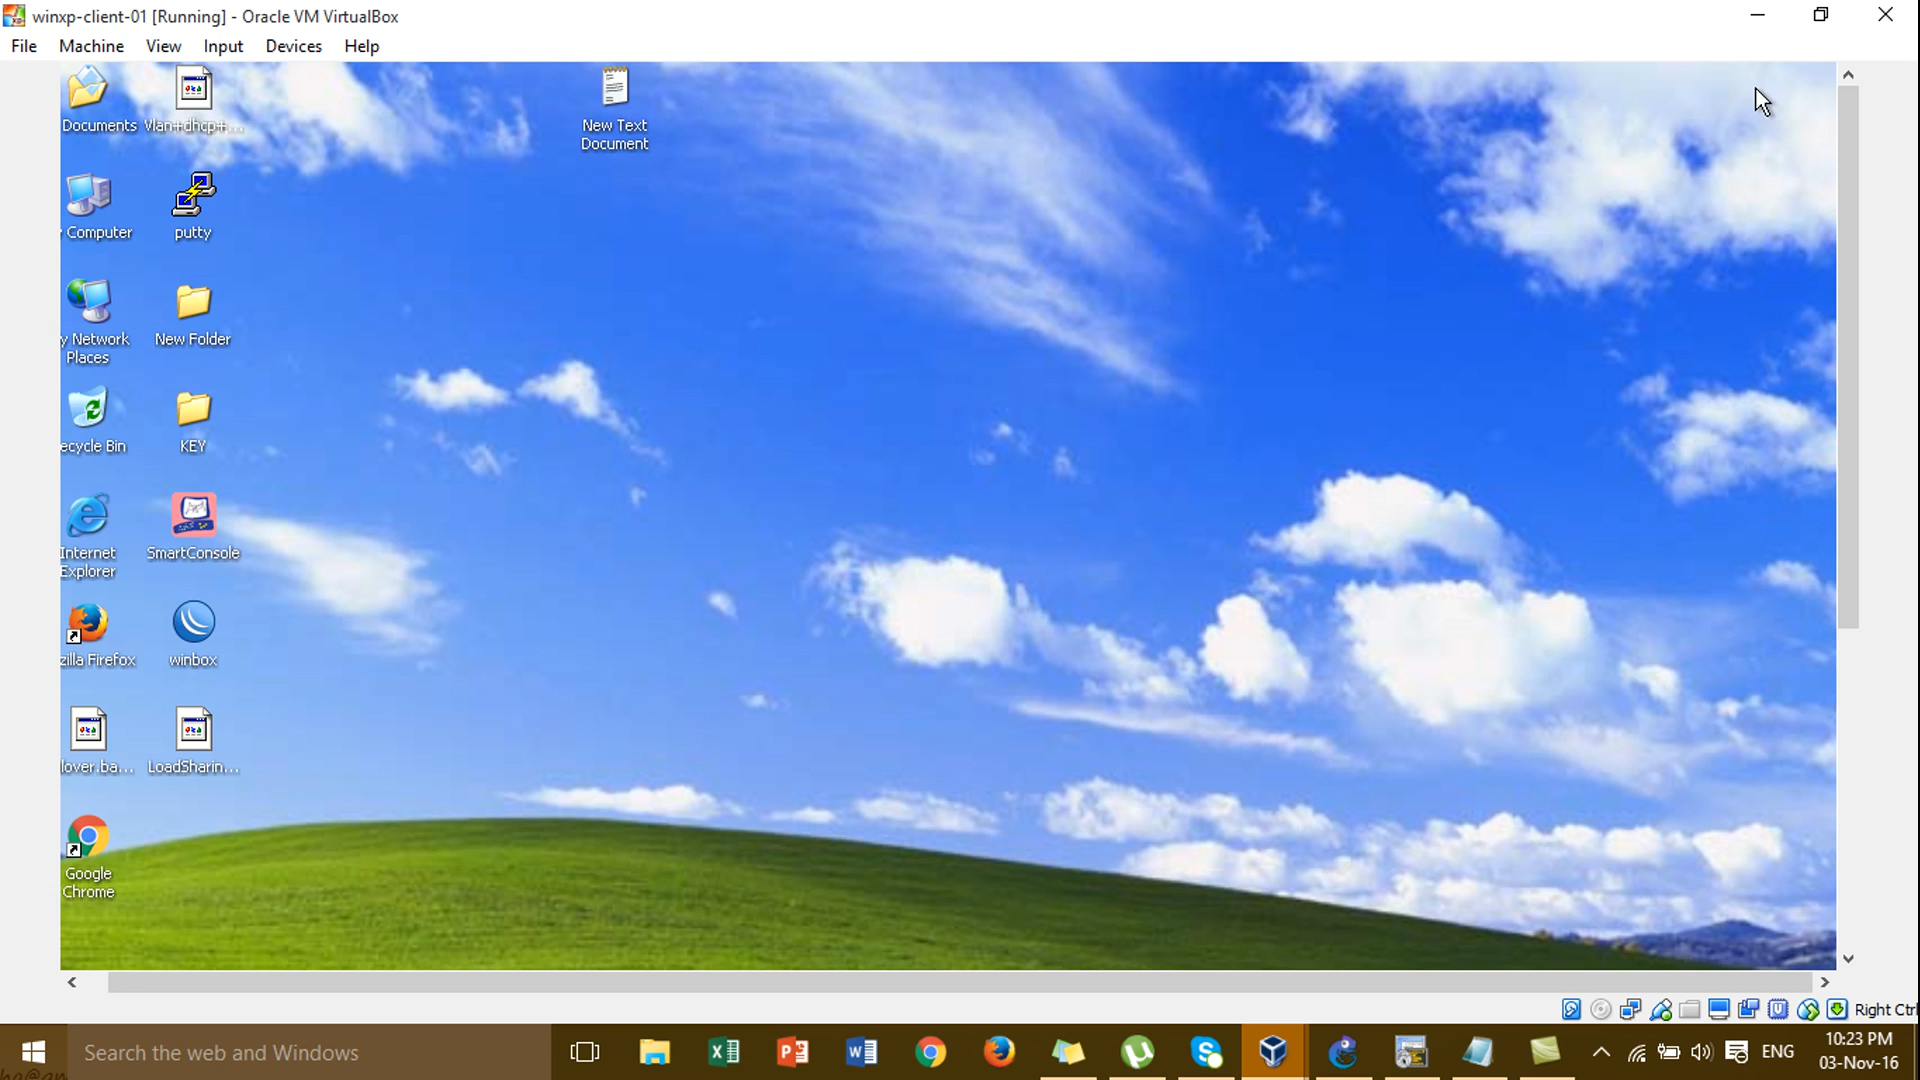 winxp-client-01 [Running] - Oracle VM VirtualBox
File Machine View Input Devices Help
Documents
Vlan+dhcp+...
New Text
Document
Computer
putty
Network
Places
New Folder
ecycle Bin
KEY
Internet
Explorer
SmartConsole
zilla Firefox
winbox
lover.ba...
LoadSharin...
Google
Chrome
Right Ctrl
Search the web and Windows
ENG
10:23 PM
03-Nov-16